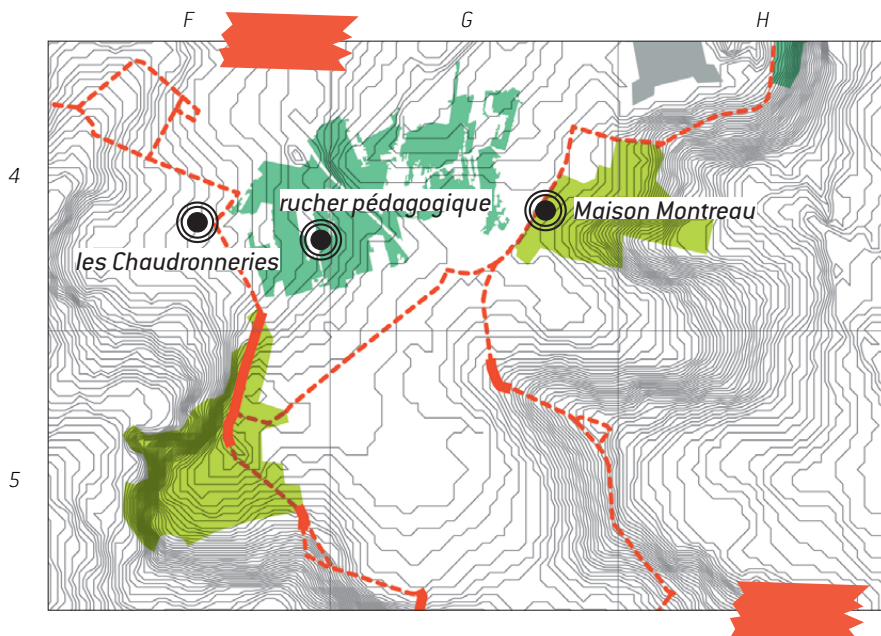 F G H
4
rucher pédagogique
Maison Montreau
les Chaudronneries
5